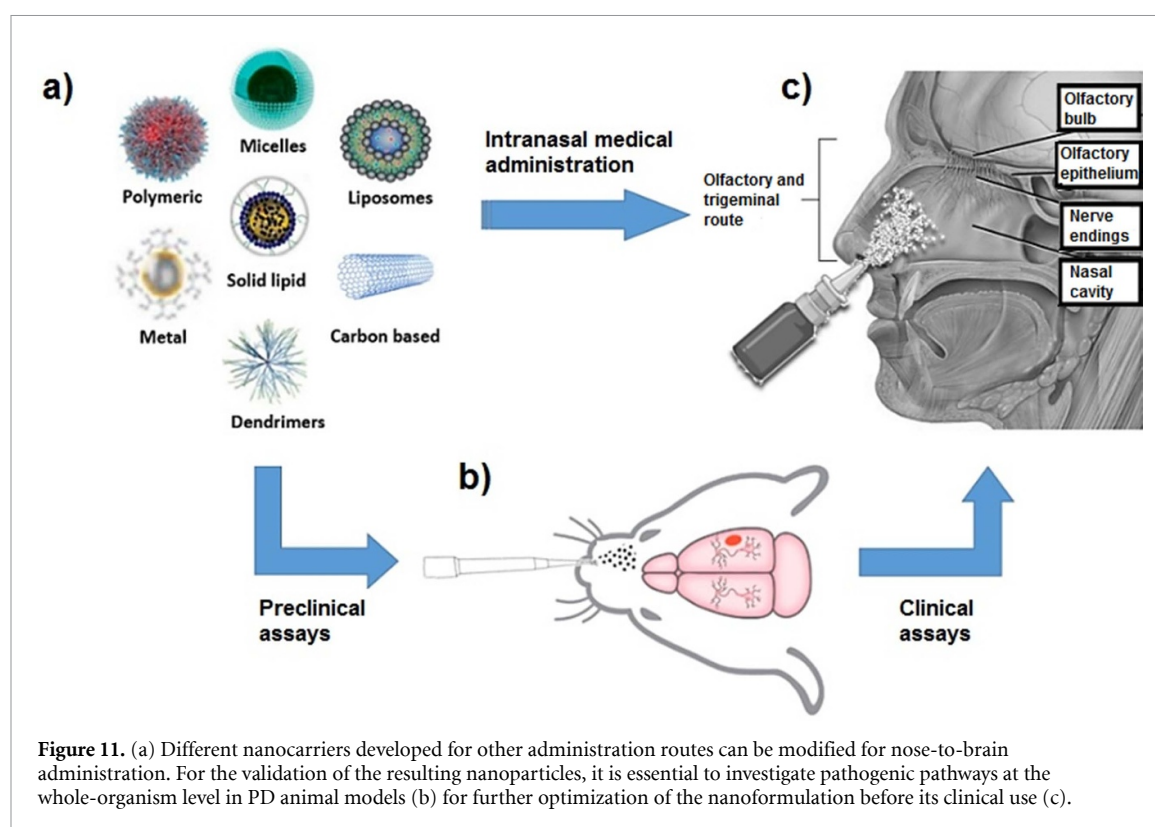 a)
Micelles
Polymeric
Liposomes
Solid lipid
Metal
Carbon based
Dendrimers
Intranasal medical
administration
c)
Olfactory and
trigeminal
route
Olfactory
bulb
Olfactory
epithelium
Nerve
endings
Nasal
cavity
b)
Preclinical
assays
Clinical
assays
Figure 11. (a) Different nanocarriers developed for other administration routes can be modified for nose-to-brain
administration. For the validation of the resulting nanoparticles, it is essential to investigate pathogenic pathways at the
whole-organism level in PD animal models (b) for further optimization of the nanoformulation before its clinical use (c).